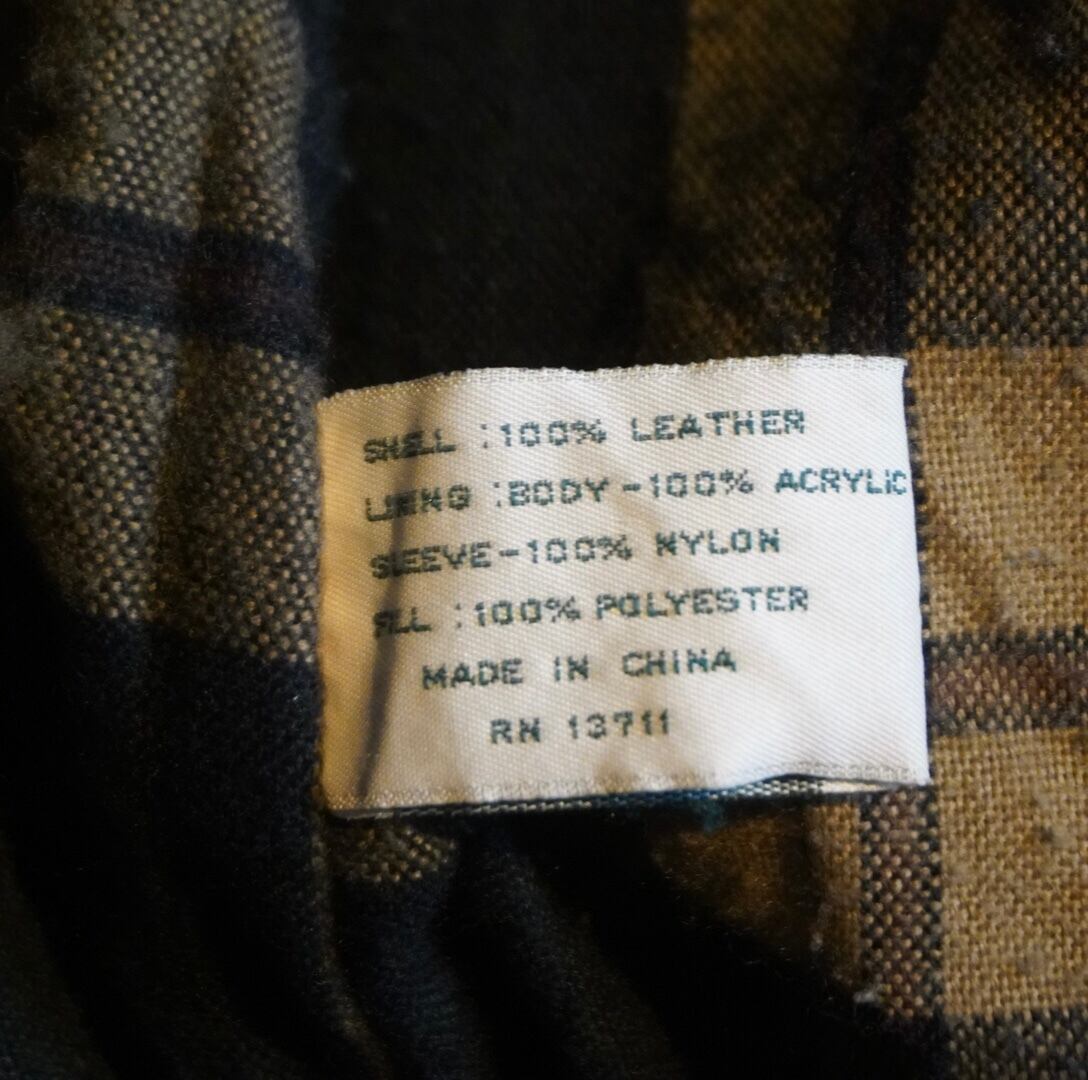 SHELL :100% LEATHER
LINING :BODY-100% ACRYLIC
SLEEVE-100% NYLON
FILL :100% POLYESTER
MADE IN CHINA
RN 13711